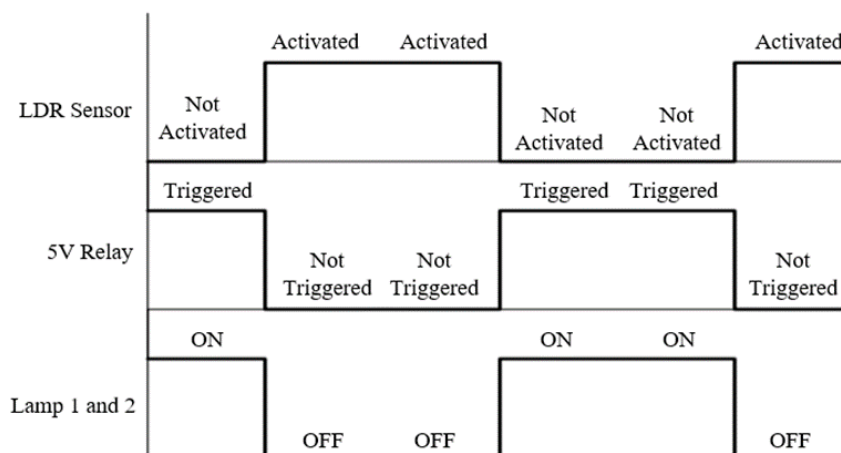 Activated Activated Activated
LDR Sensor
Not Not Not
Activated Activated Activated
Triggered Triggered Triggered
5V Relay
Not Not Not
Triggered Triggered Triggered
ON ON ON
Lamp 1 and 2
OFF OFF OFF